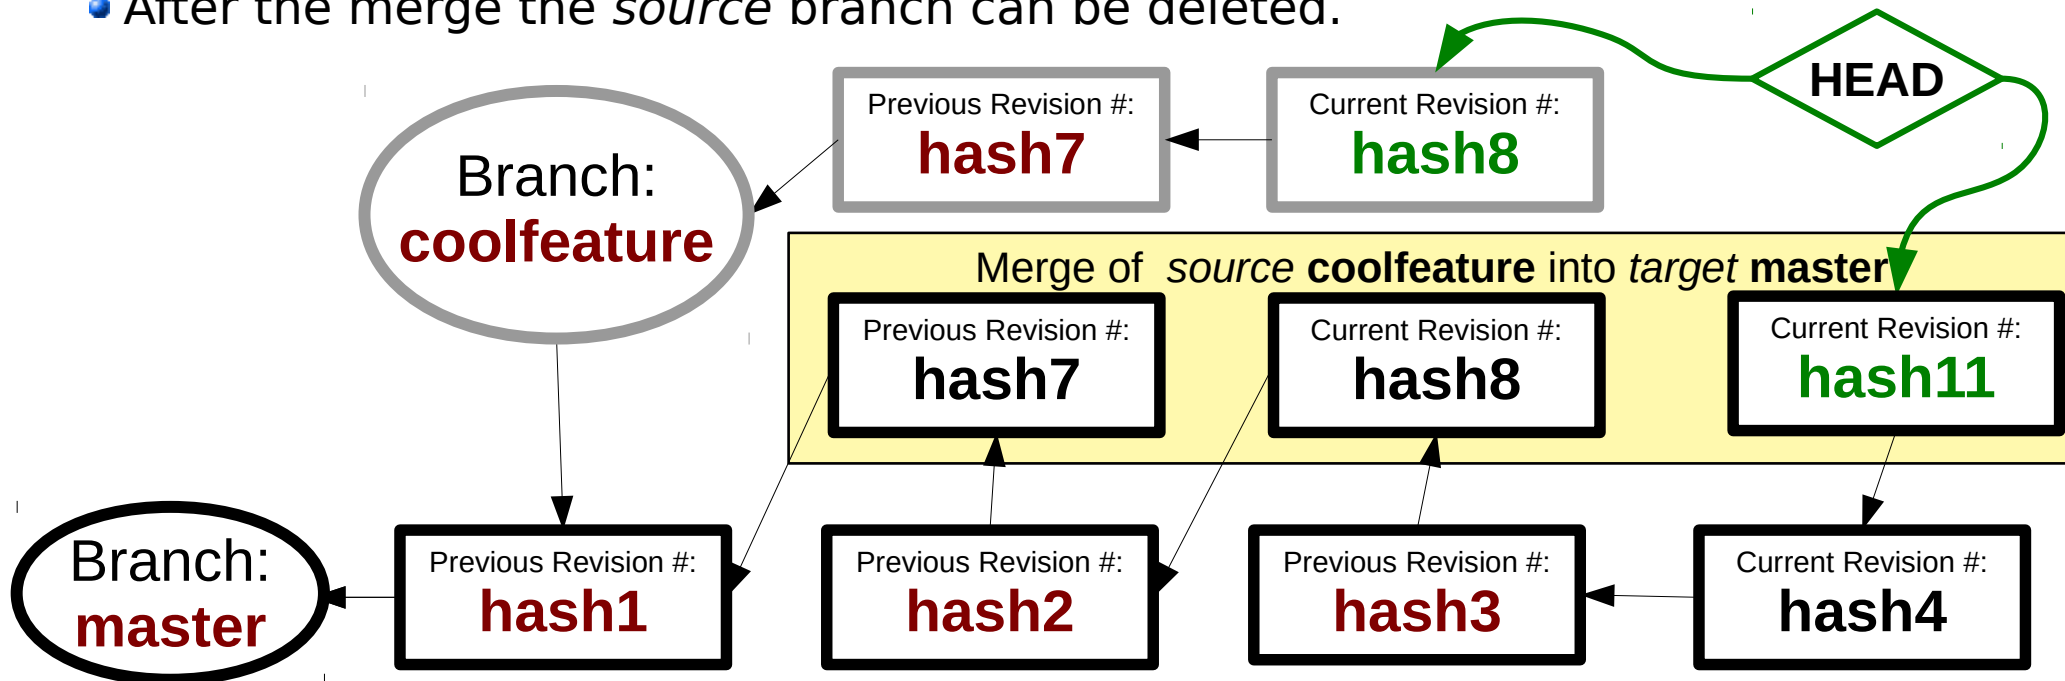 After the merge the source branch can be deleted.
HEAD
Previous Revision #:
hash7
Current Revision #:
hash8
Branch:
coolfeature
Merge of source coolfeature into target master
Previous Revision #:
hash7
Current Revision #:
hash8
Current Revision #:
hash11
Branch:
master
Previous Revision #:
hash1
Previous Revision #:
hash2
Previous Revision #:
hash3
Current Revision #:
hash4